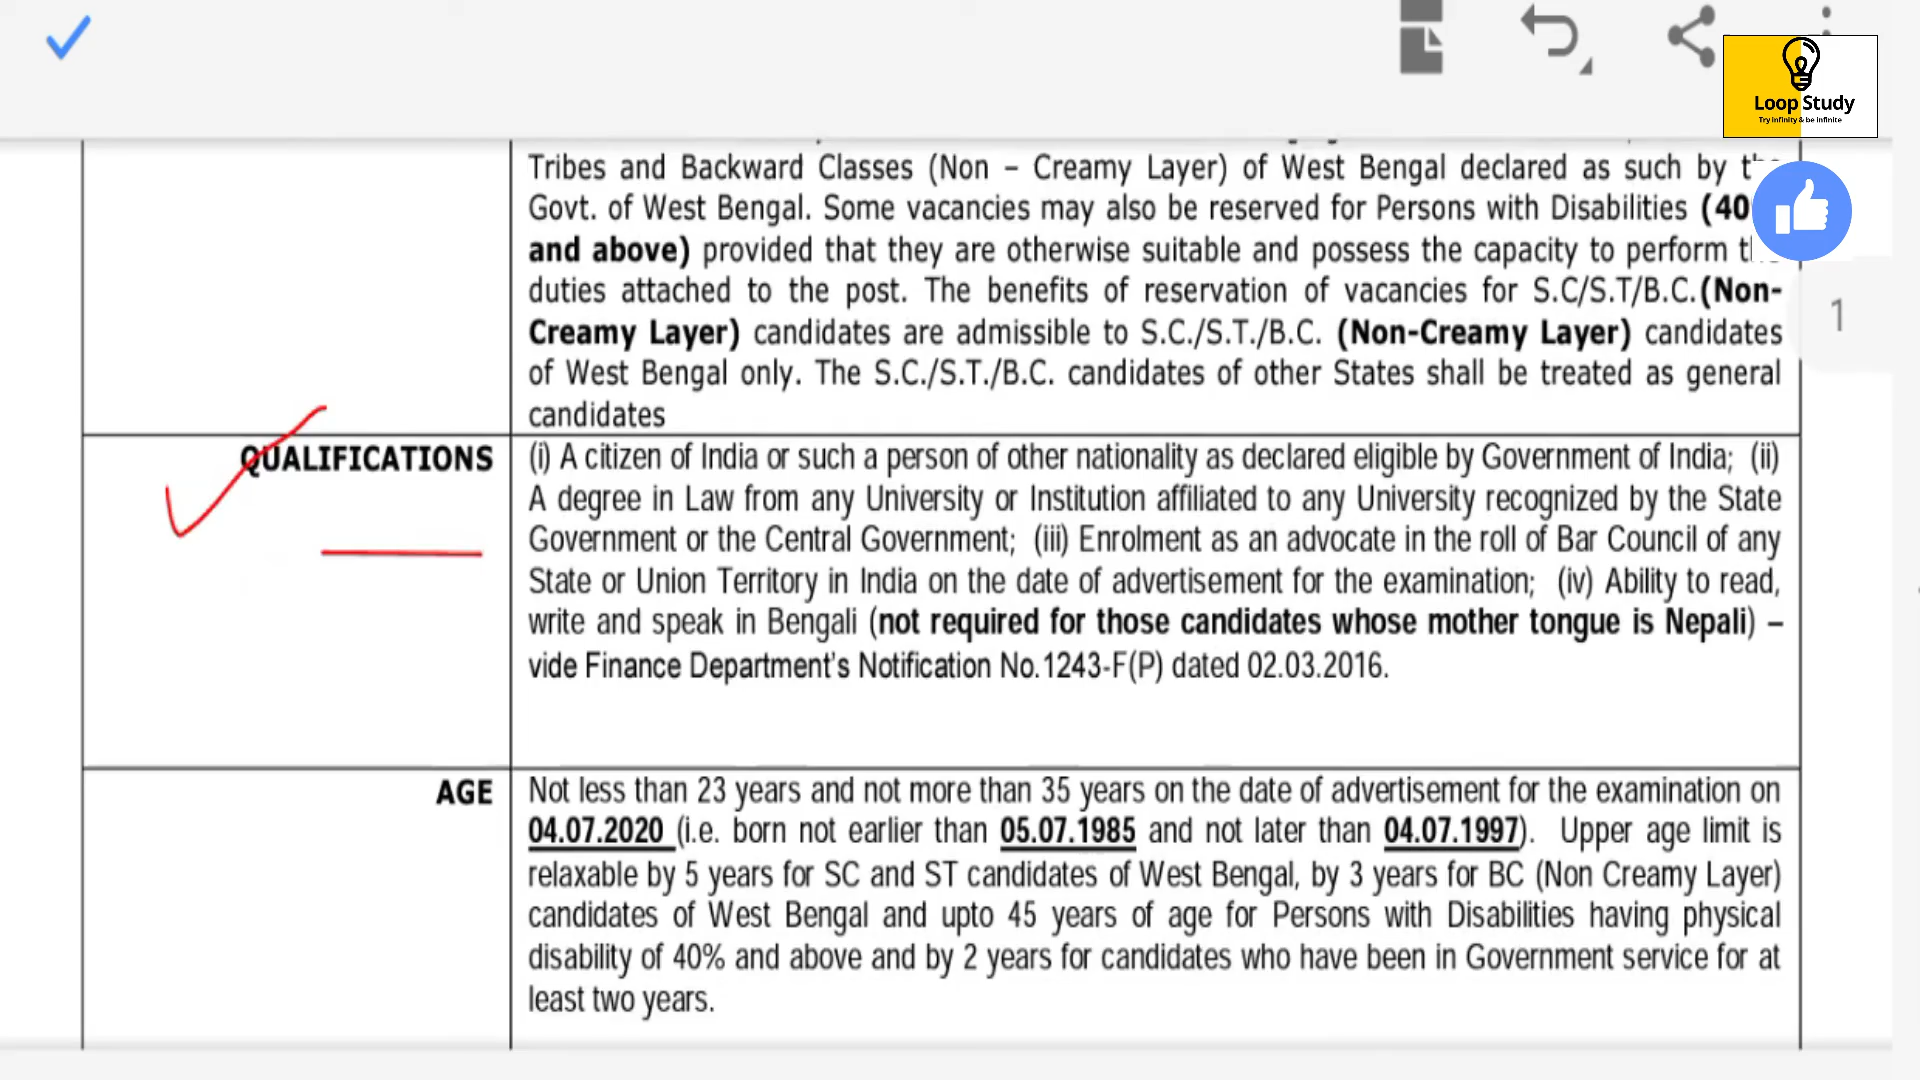 Loop Study
Try infinity & be infinite
Tribes and Backward Classes (Non – Creamy Layer) of West Bengal declared as such by
Govt. of West Bengal. Some vacancies may also be reserved for Persons with Disabilities (40
and above) provided that they are otherwise suitable and possess the capacity to perform
duties attached to the post. The benefits of reservation of vacancies for S.C/S.T/B.C.(Non-
Creamy Layer) candidates are admissible to S.C./S.T./B.C. (Non-Creamy Layer) candidates
1
of West Bengal only. The S.C./S.T./B.C. candidates of other States shall be treated as general
candidates
QUALIFICATIONS
(i) A citizen of India or such a person of other nationality as declared eligible by Government of India; (ii)
A degree in Law from any University or Institution affiliated to any University recognized by the State
Government or the Central Government; (iii) Enrolment as an advocate in the roll of Bar Council of any
State or Union Territory in India on the date of advertisement for the examination; (iv) Ability to read,
write and speak in Bengali (not required for those candidates whose mother tongue is Nepali) –
vide Finance Department's Notification No.1243-F(P) dated 02.03.2016.
AGE
Not less than 23 years and not more than 35 years on the date of advertisement for the examination on
04.07.2020 (i.e. born not earlier than 05.07.1985 and not later than 04.07.1997). Upper age limit is
relaxable by 5 years for SC and ST candidates of West Bengal, by 3 years for BC (Non Creamy Layer)
candidates of West Bengal and upto 45 years of age for Persons with Disabilities having physical
disability of 40% and above and by 2 years for candidates who have been in Government service for at
least two years.